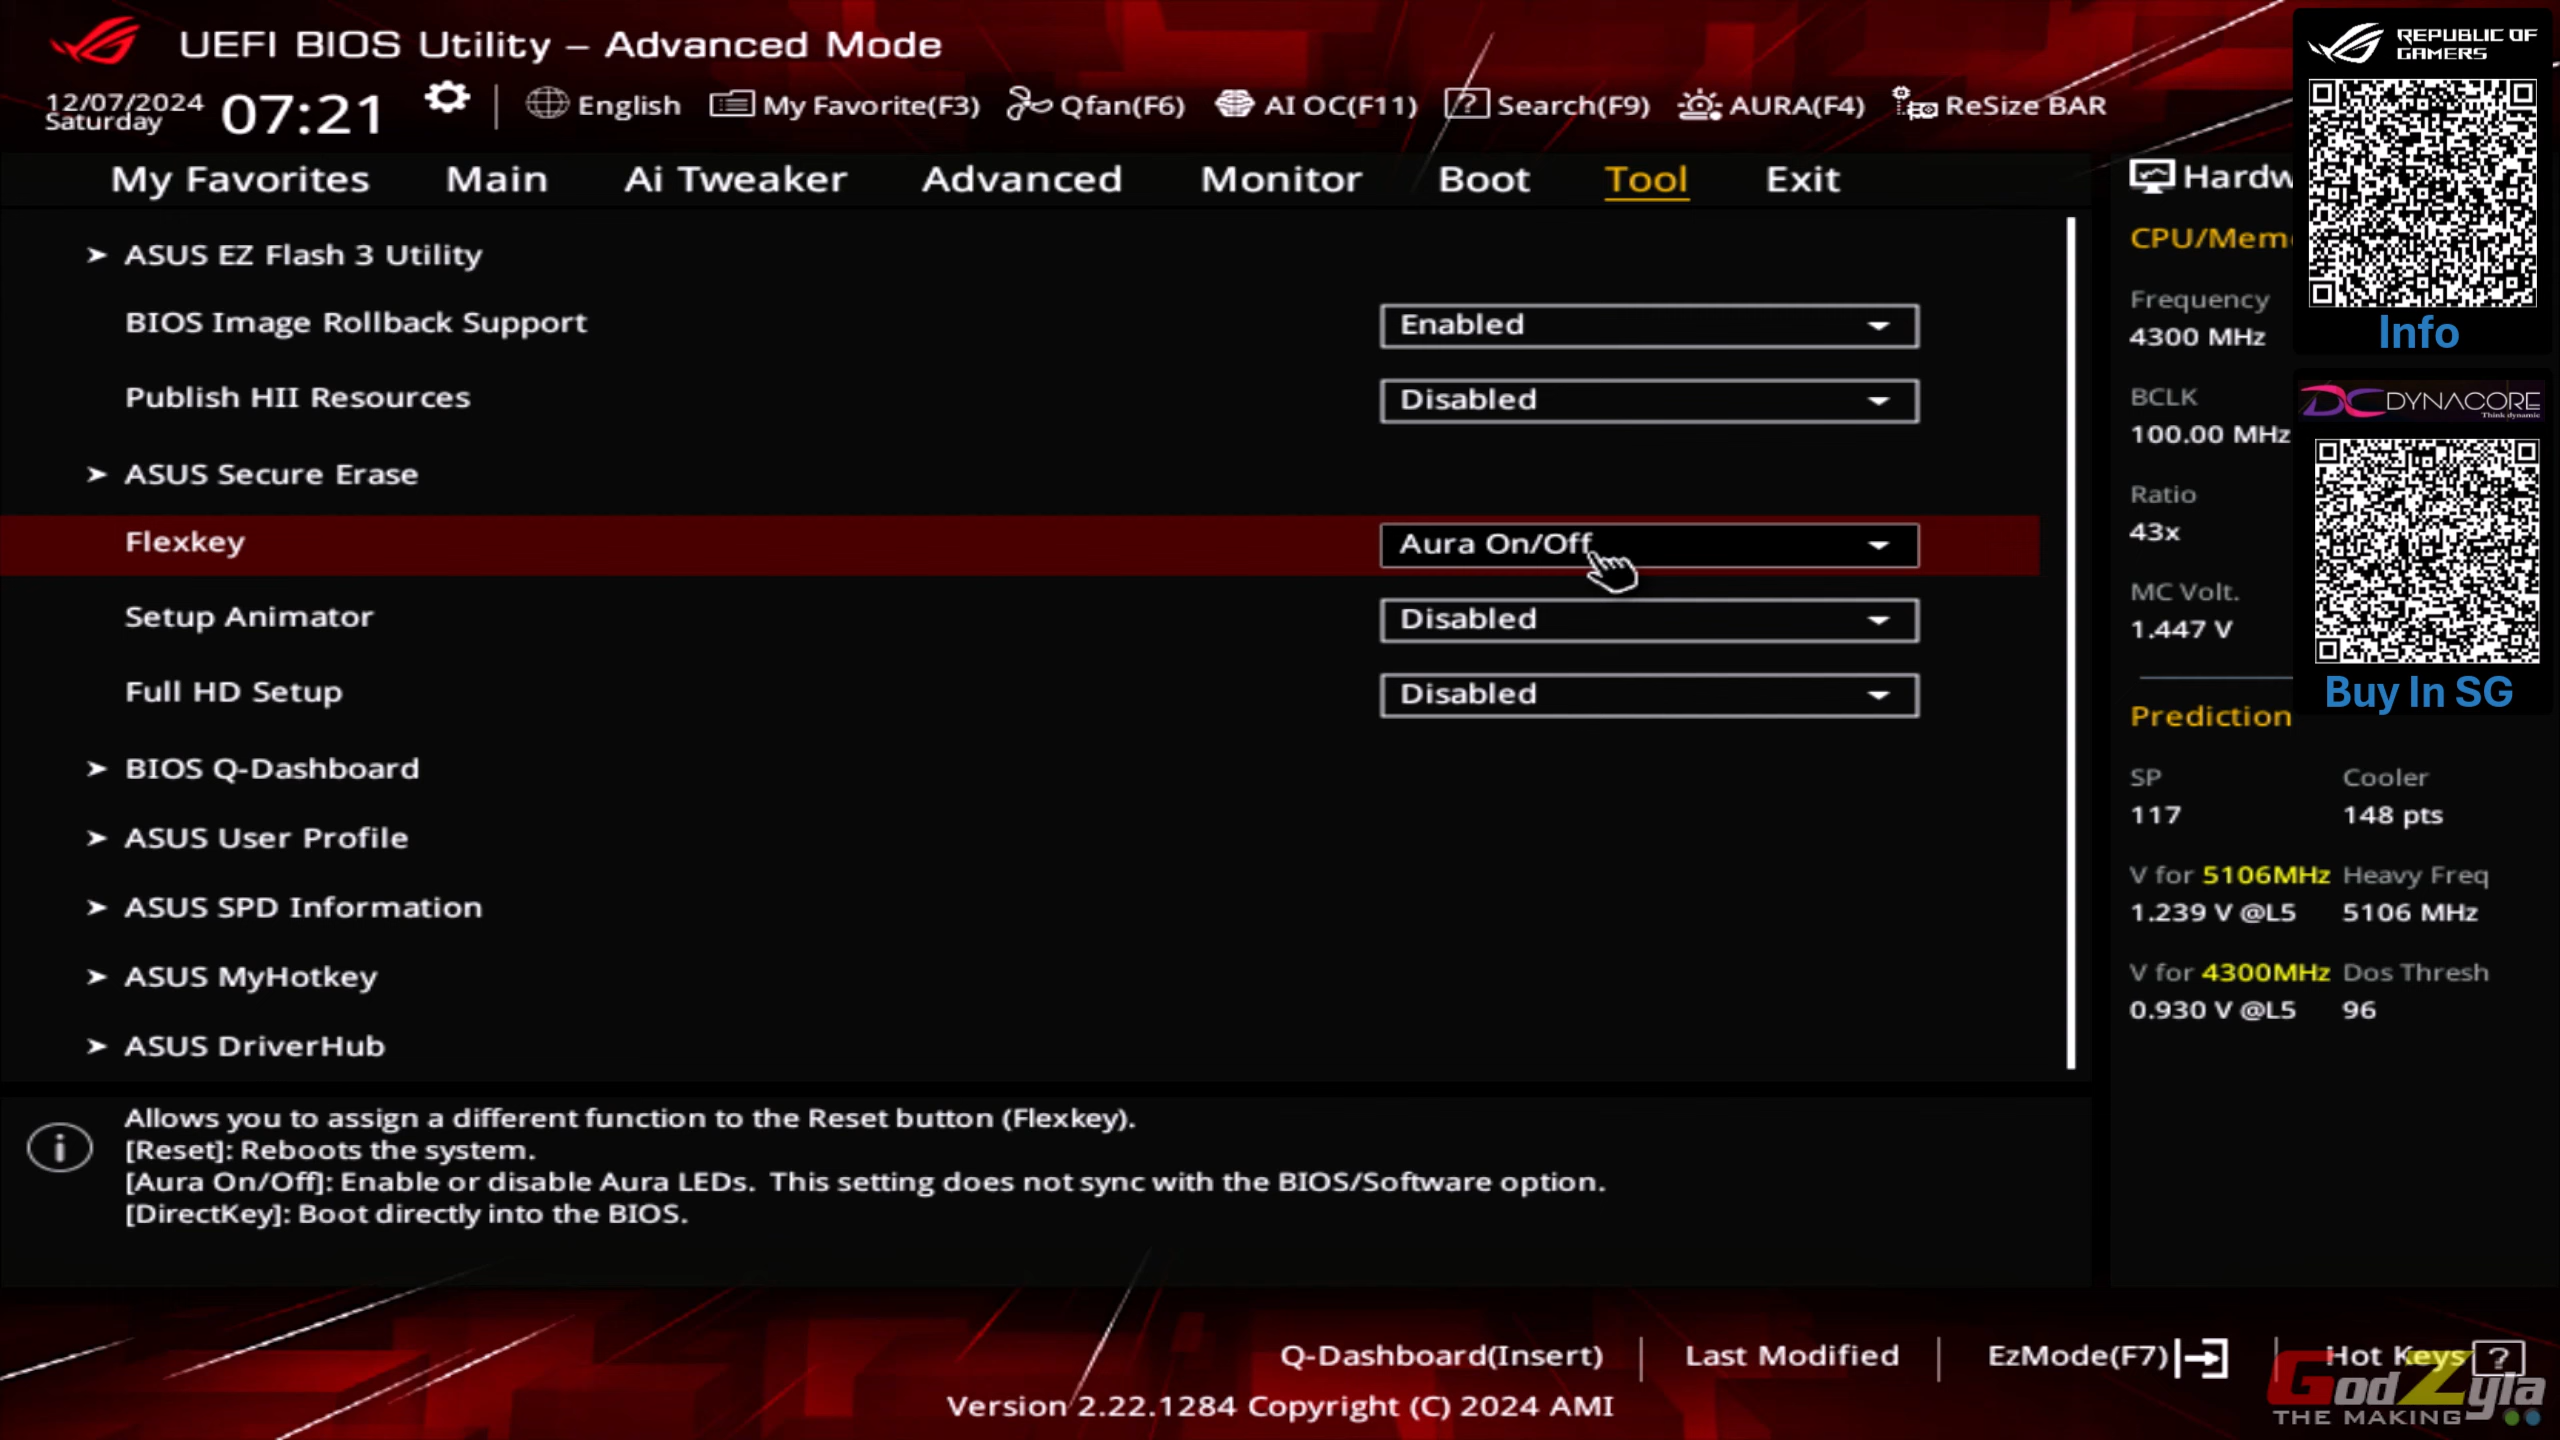 UEFI BIOS Utility – Advanced Mode
REPUBLIC OF
GAMERS
12/07/2024
Saturday
07:21
English
My Favorite(F3)
Qfan(F6)
AI OC(F11)
Search(F9)
AURA(F4)
ReSize BAR
My Favorites
Main
Ai Tweaker
Advanced
Monitor
Boot
Tool
Exit
Hardw
Info
ASUS EZ Flash 3 Utility
BIOS Image Rollback Support
Enabled
Publish HII Resources
Disabled
ASUS Secure Erase
Flexkey
Aura On/Off
Setup Animator
Disabled
Full HD Setup
Disabled
BIOS Q-Dashboard
ASUS User Profile
ASUS SPD Information
ASUS MyHotkey
ASUS DriverHub
CPU/Mem
Frequency
4300 MHz
BCLK
100.00 MHz
Ratio
43x
MC Volt.
1.447 V
DC DYNACORE
Think dynamic
Buy In SG
Prediction
SP
Cooler
117
148 pts
V for 5106MHz
Heavy Freq
1.239 V @L5
5106 MHz
V for 4300MHz
Dos Thresh
0.930 V @L5
96
Allows you to assign a different function to the Reset button (Flexkey).
[Reset]: Reboots the system.
[Aura On/Off]: Enable or disable Aura LEDs.  This setting does not sync with the BIOS/Software option.
[DirectKey]: Boot directly into the BIOS.
Q-Dashboard(Insert)
Last Modified
EzMode(F7)
Hot Keys
?
Version 2.22.1284 Copyright (C) 2024 AMI
GodZyla
THE MAKING